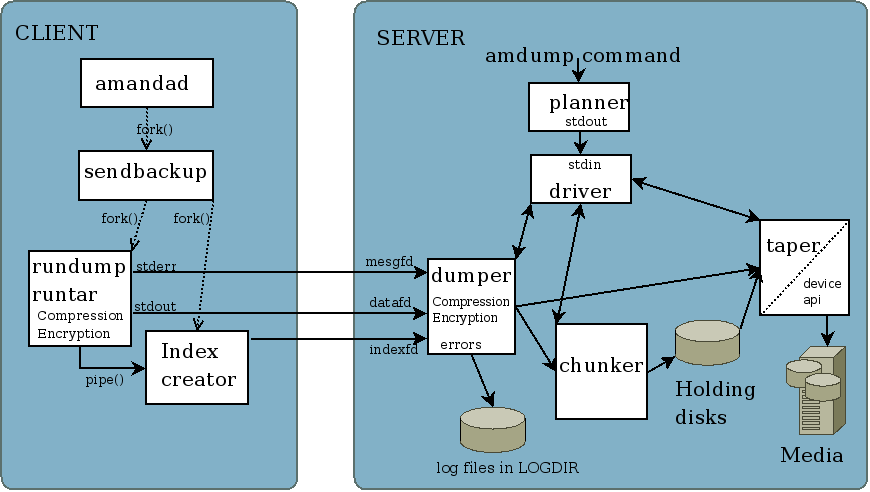 CLIENT
amandad
fork()
sendbackup
fork()
fork()
rundump
runtar
Compression
Encryption
stderr
stdout
pipe()
Index
creator
SERVER
amdump command
planner
stdout
stdin
driver
mesgfd
datafd
indexfd
dumper
Compression
Encryption
errors
log files in LOGDIR
chunker
Holding
disks
taper
device
api
Media